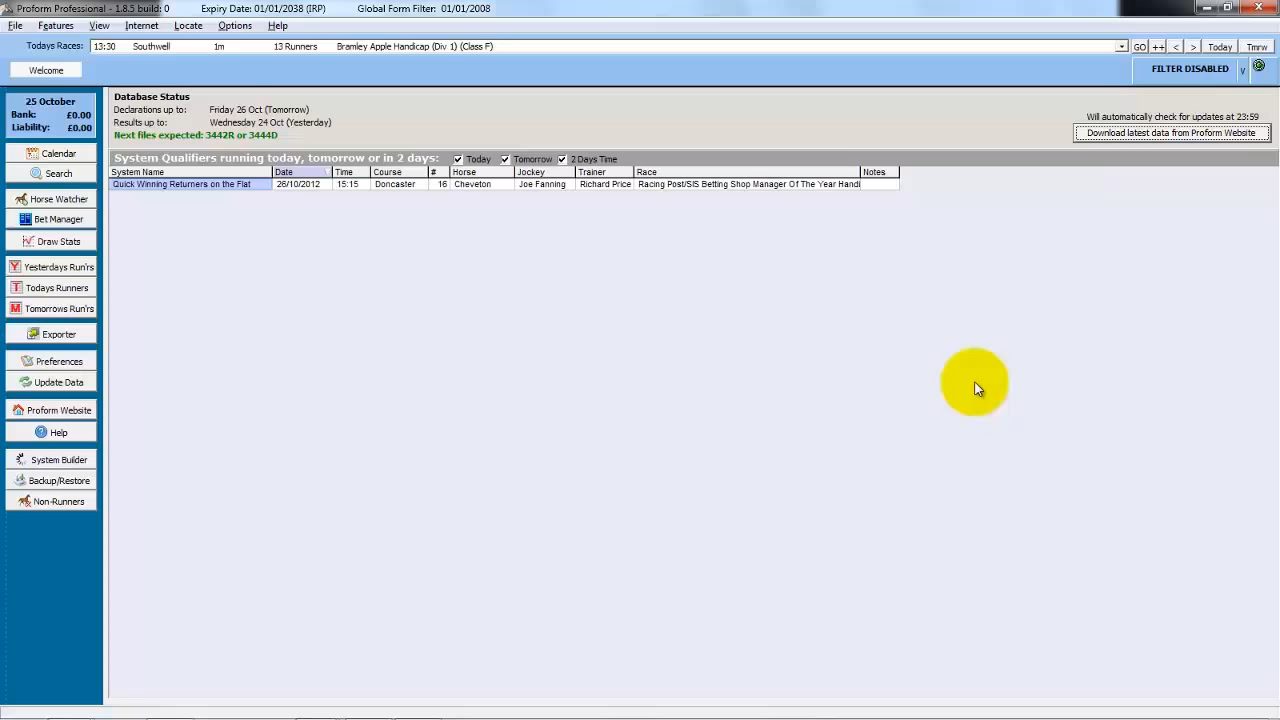 Proform Professional - 1.8.5 build: 0 Expiry Date: 01/01/2038 (IRP) Global Form Filter: 01/01/2008
File Features View Internet Locate Options Help
Todays Races: 13:30 Southwell 1m 13 Runners Bramley Apple Handicap (Div 1) (Class F) GO ++ < > Today Tmrw
Welcome FILTER DISABLED v
25 October
Bank: £0.00
Liability: £0.00
Calendar
Search
Horse Watcher
Bet Manager
Draw Stats
Y Yesterdays Run'rs
T Todays Runners
M Tomorrows Run'rs
Exporter
Preferences
Update Data
Proform Website
? Help
System Builder
Backup/Restore
Non-Runners
Database Status
Declarations up to: Friday 26 Oct (Tomorrow)
Results up to: Wednesday 24 Oct (Yesterday)
Next files expected: 3442R or 3444D
Will automatically check for updates at 23:59
Download latest data from Proform Website
System Qualifiers running today, tomorrow or in 2 days: Today Tomorrow 2 Days Time
System Name Date Time Course # Horse Jockey Trainer Race Notes
Quick Winning Returners on the Flat 26/10/2012 15:15 Doncaster 16 Cheveton Joe Fanning Richard Price Racing Post/SIS Betting Shop Manager Of The Year Handi